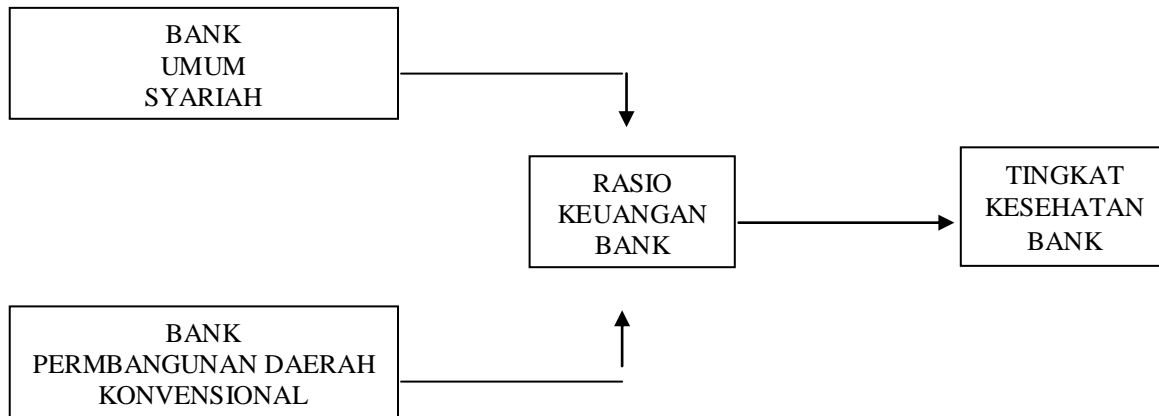 BANK
UMUM
SYARIAH
RASIO
KEUANGAN
BANK
TINGKAT
KESEHATAN
BANK
BANK
PERMBANGUNAN DAERAH
KONVENSIONAL